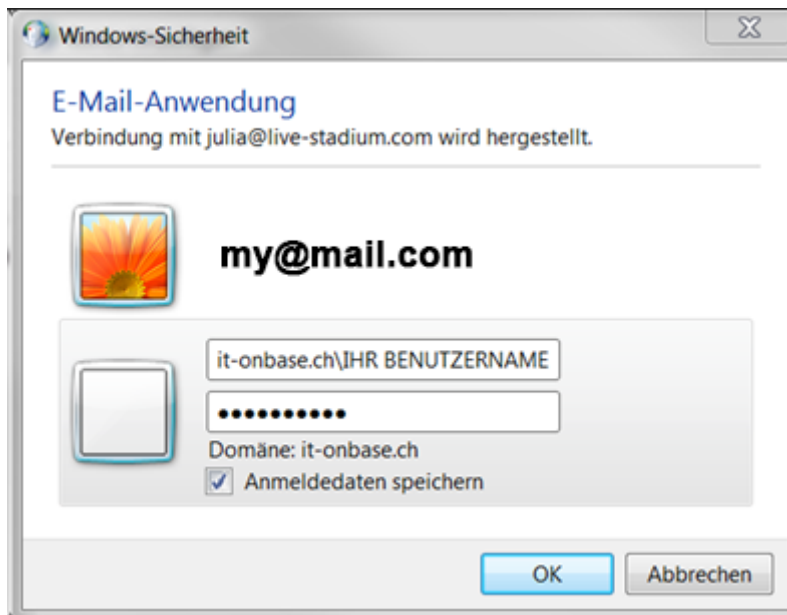 Windows-Sicherheit
E-Mail-Anwendung
Verbindung mit julia@live-stadium.com wird hergestellt.
my@mail.com
it-onbase.ch\IHR BENUTZERNAME
••••••••••
Domäne: it-onbase.ch
Anmeldedaten speichern
OK Abbrechen